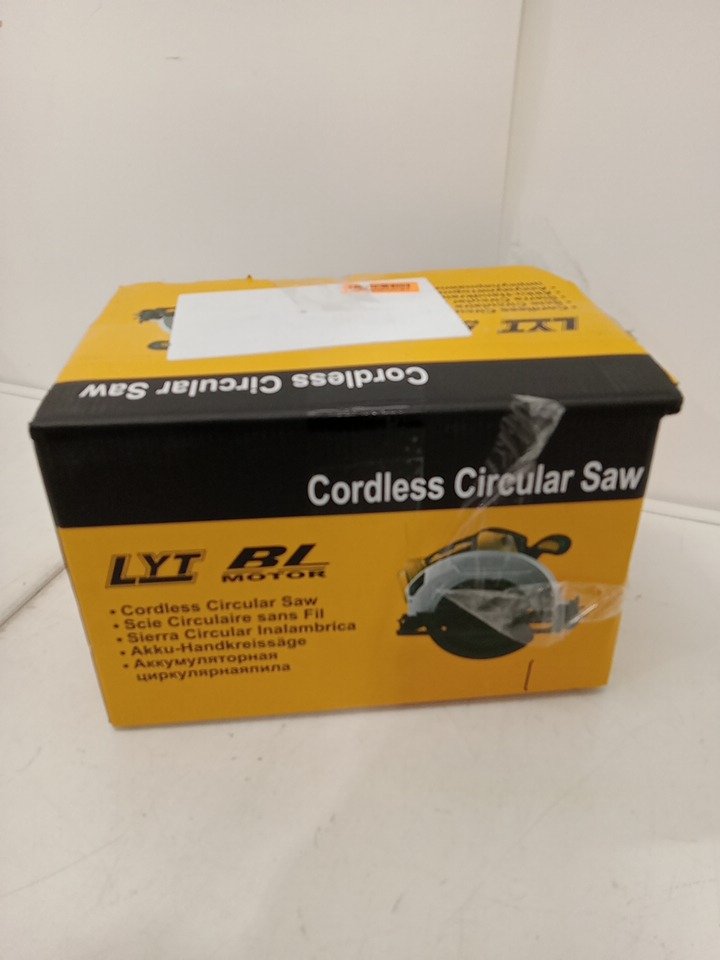 LYT
Cordless Circular Saw
Cordless Circular Saw
LYT BL
MOTOR
• Cordless Circular Saw
• Scie Circulaire sans Fil
• Sierra Circular Inalambrica
• Akku-Handkreissäge
• Аккумуляторная
циркулярнаяпила